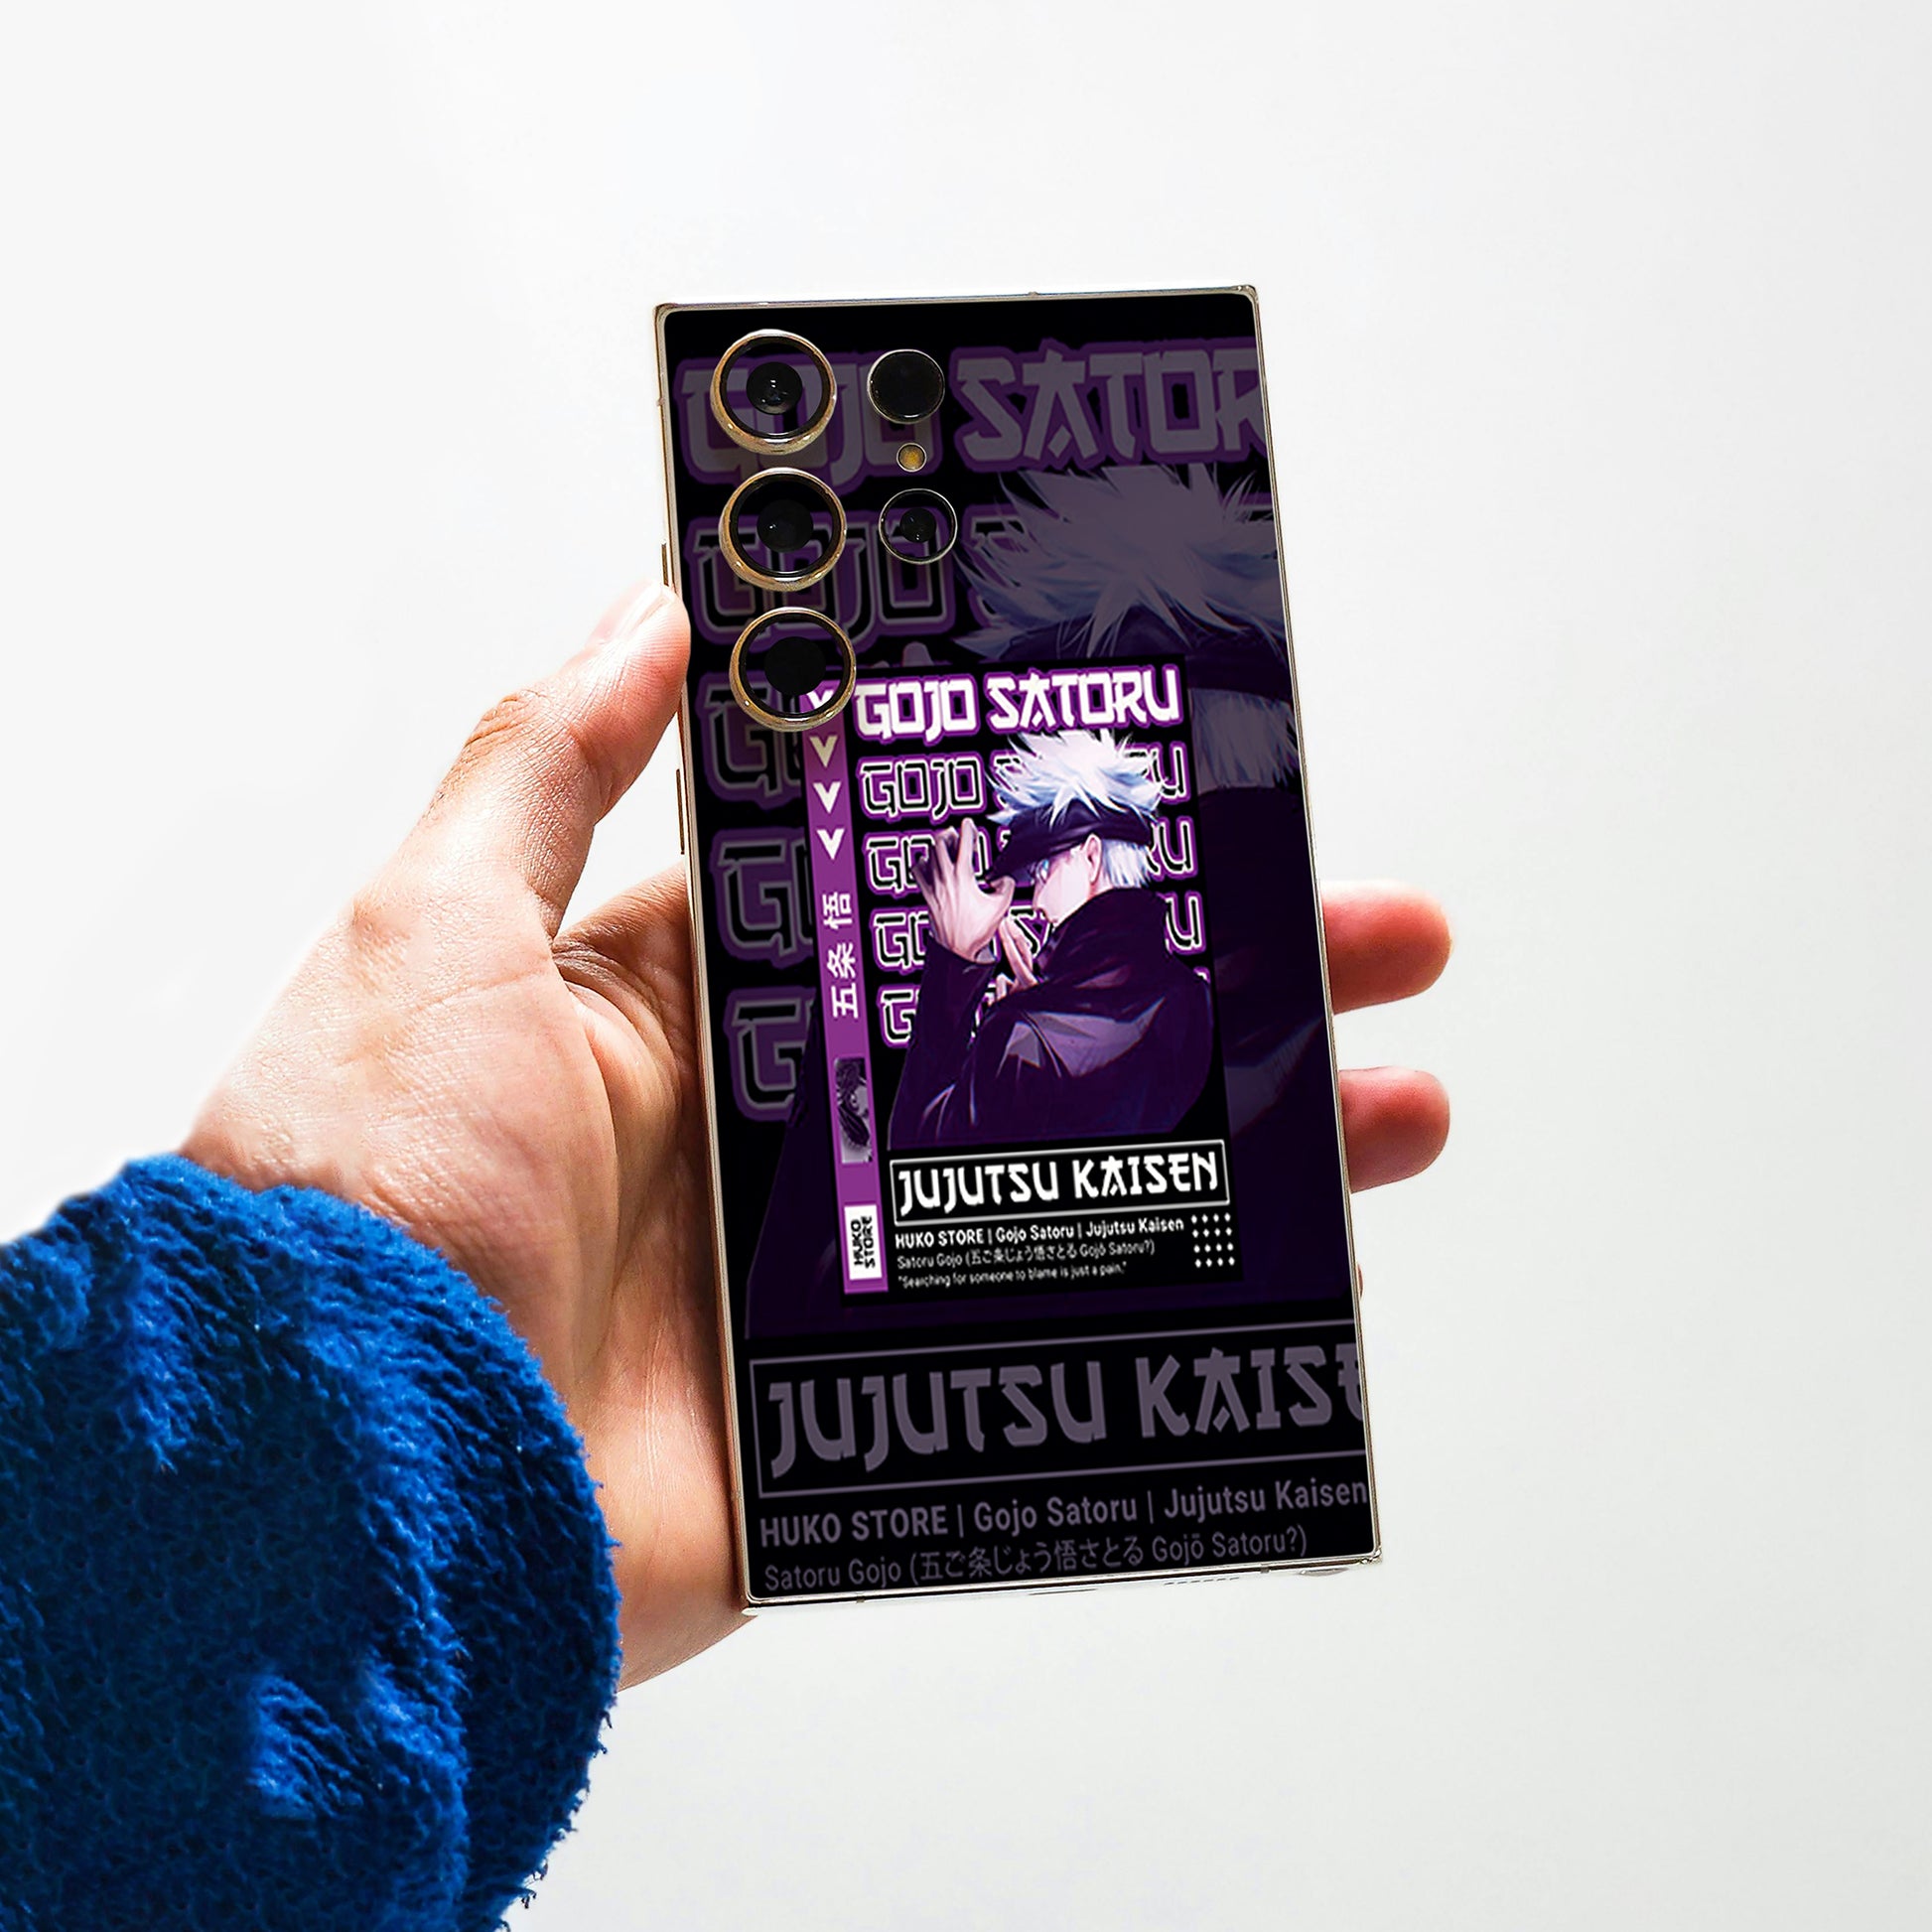 GOJO SATOR
GOJO S
GOJO SATORU
GOJO
GOJO
五条 悟
JUJUTSU KAISEN
HUKO STORE | Gojo Satoru | Jujutsu Kaisen
Satoru Gojo (五ご条じょう悟さとる Gojō Satoru?)
"Searching for someone to blame is just a pain."
HUKO
STORE
JUJUTSU KAISE
HUKO STORE | Gojo Satoru | Jujutsu Kaisen
Satoru Gojo (五ご条じょう悟さとる Gojō Satoru?)